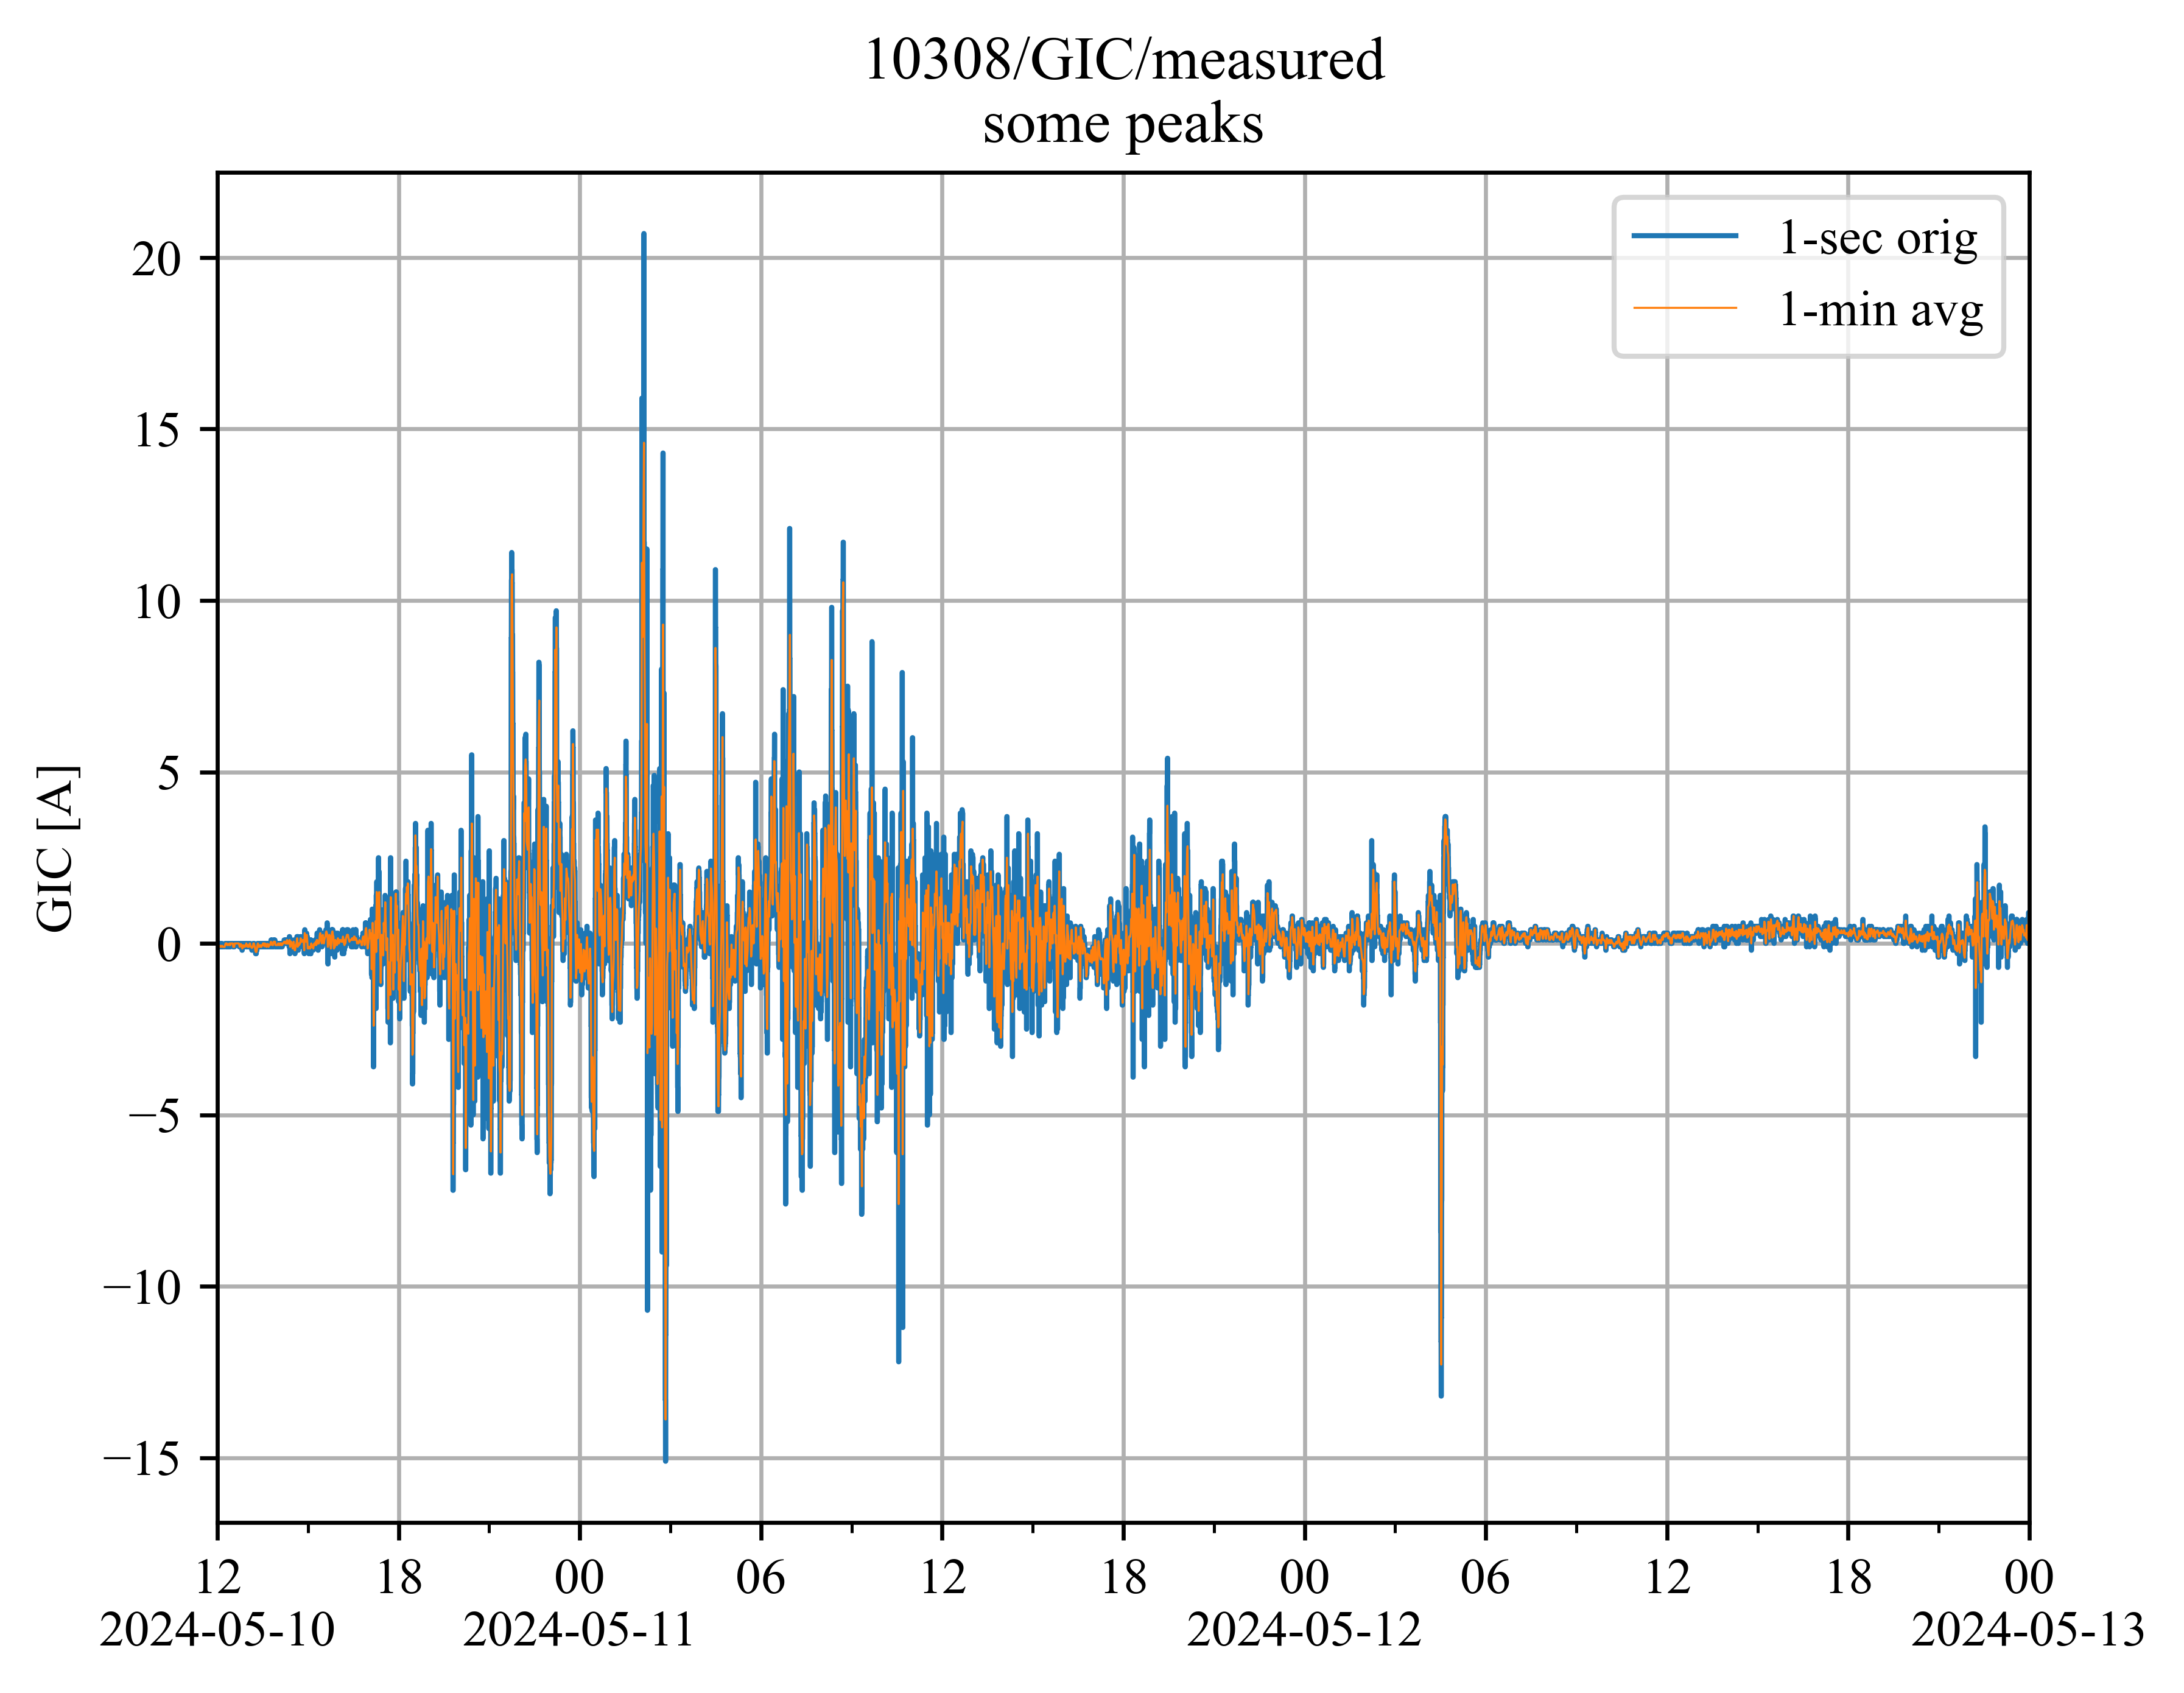 10308/GIC/measured
some peaks
1-sec orig
1-min avg
GIC [A]
20
15
10
5
0
−5
−10
−15
12 18 00 06 12 18 00 06 12 18 00
2024-05-10 2024-05-11 2024-05-12 2024-05-13